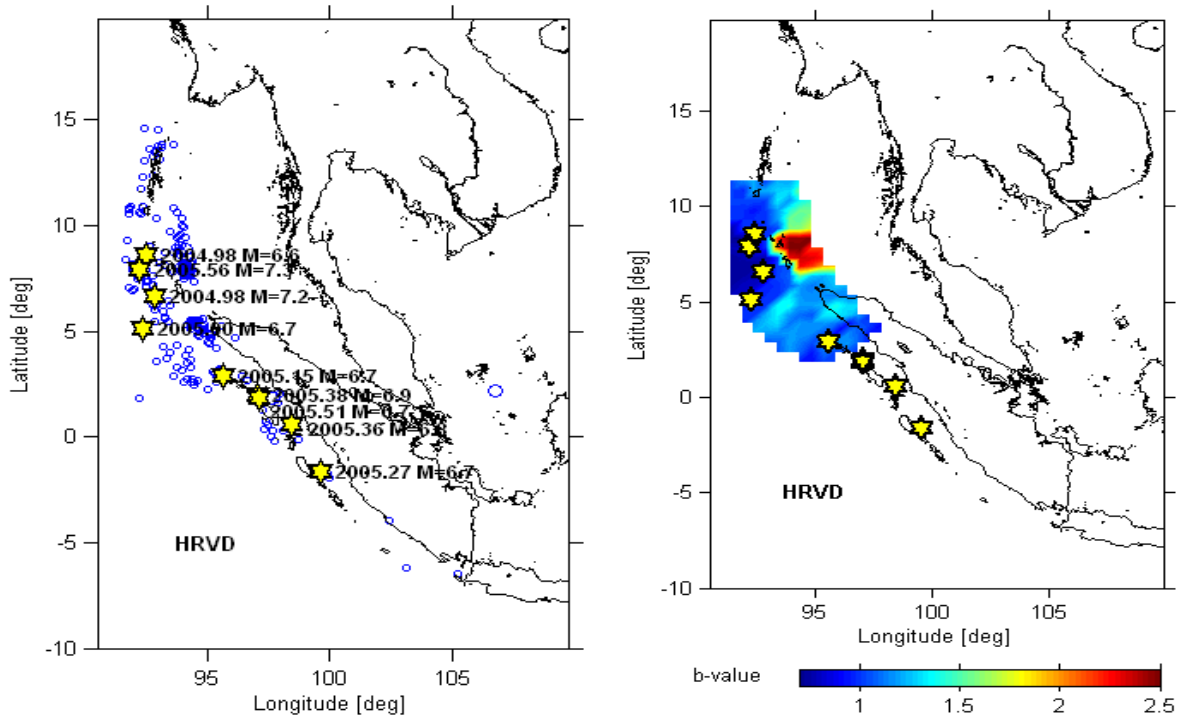 15
10
5
0
-5
-10
95
100
105
Latitude [deg]
Longitude [deg]
2004.98 M=6.6
2005.56 M=7.3
2004.98 M=7.2
M=6.7
2005.15 M=6.7
2005.38 M=6.9
2005.51
2005.36
2005.27 M=6.7
HRVD
15
10
5
0
-5
-10
95
100
105
Latitude [deg]
Longitude [deg]
HRVD
b-value
1
1.5
2
2.5